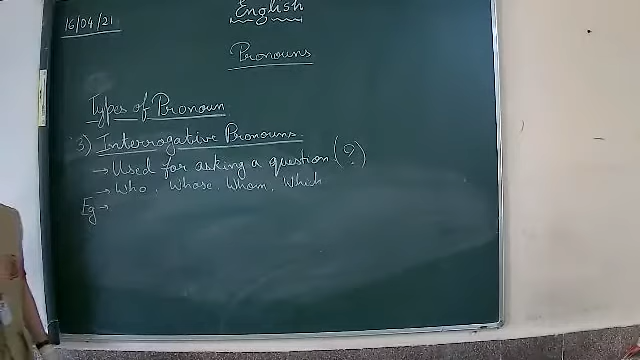 16/04/21
English
Pronouns
Types of Pronoun
3) Interrogative Pronouns.
→ Used for asking a question. (?)
→ Who, Whose, Whom, Which
Eg →